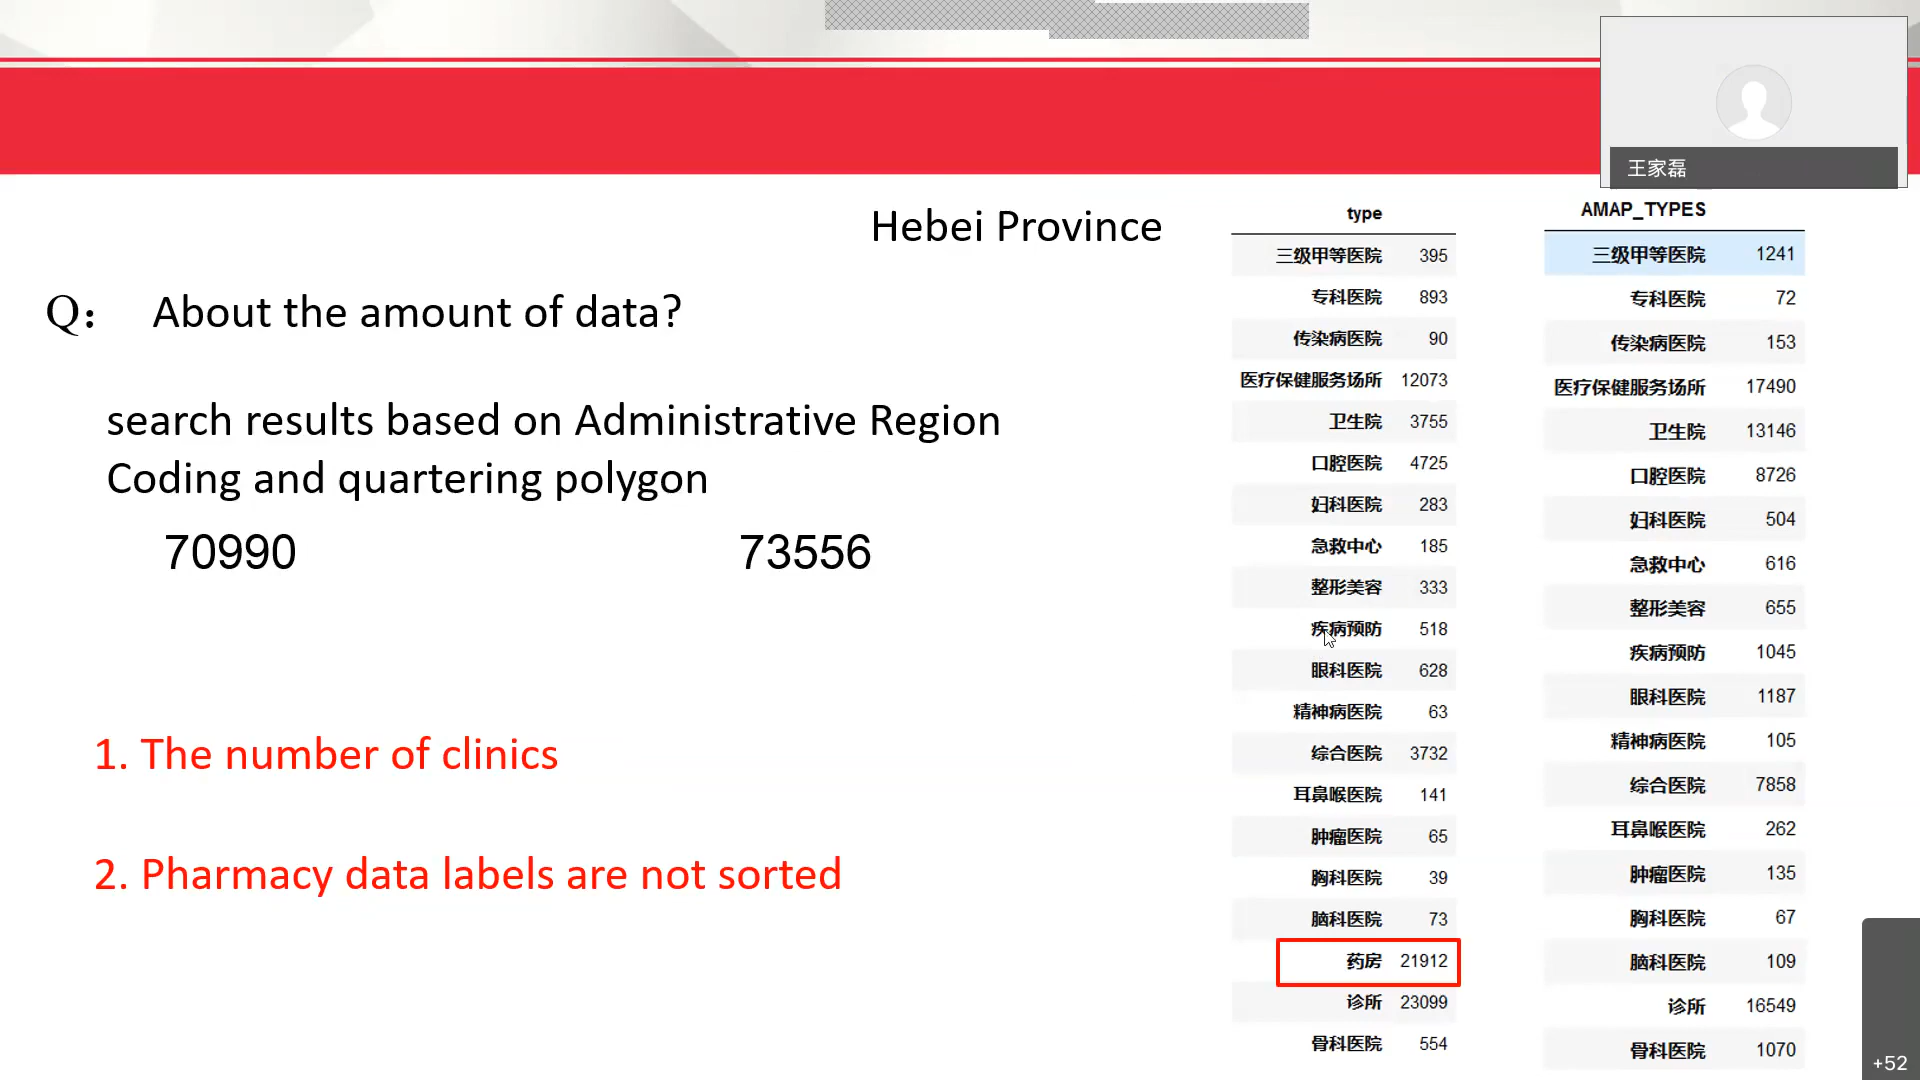 王家磊
Hebei Province
Q： About the amount of data?
search results based on Administrative Region
Coding and quartering polygon
70990 73556
1. The number of clinics
2. Pharmacy data labels are not sorted
type
三级甲等医院 395
专科医院 893
传染病医院 90
医疗保健服务场所 12073
卫生院 3755
口腔医院 4725
妇科医院 283
急救中心 185
整形美容 333
疾病预防 518
眼科医院 628
精神病医院 63
综合医院 3732
耳鼻喉医院 141
肿瘤医院 65
胸科医院 39
脑科医院 73
药房 21912
诊所 23099
骨科医院 554
AMAP_TYPES
三级甲等医院 1241
专科医院 72
传染病医院 153
医疗保健服务场所 17490
卫生院 13146
口腔医院 8726
妇科医院 504
急救中心 616
整形美容 655
疾病预防 1045
眼科医院 1187
精神病医院 105
综合医院 7858
耳鼻喉医院 262
肿瘤医院 135
胸科医院 67
脑科医院 109
诊所 16549
骨科医院 1070
+52